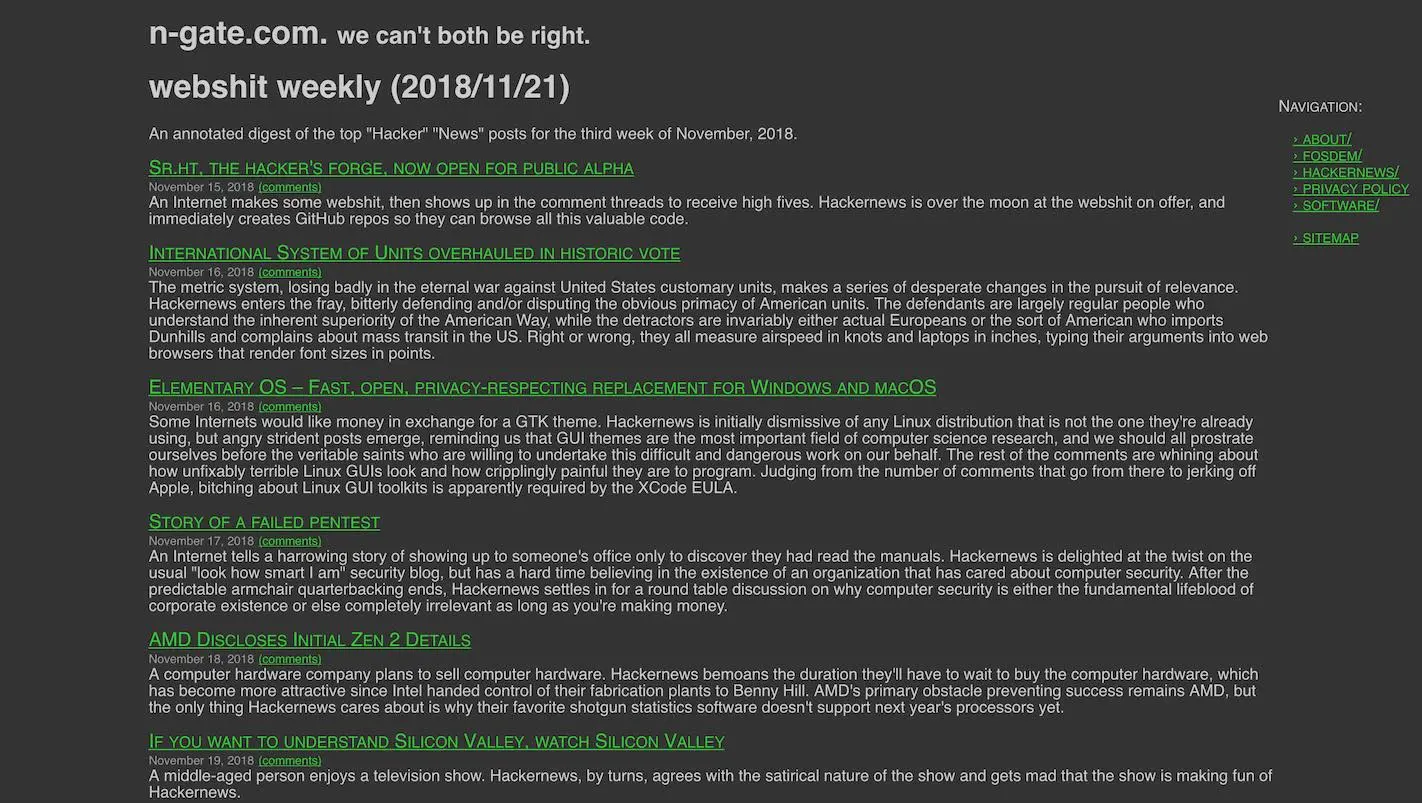 n-gate.com. we can't both be right.
webshit weekly (2018/11/21)
An annotated digest of the top "Hacker" "News" posts for the third week of November, 2018.
Sr.ht, the hacker's forge, now open for public alpha
November 15, 2018 (comments)
An Internet makes some webshit, then shows up in the comment threads to receive high fives. Hackernews is over the moon at the webshit on offer, and
immediately creates GitHub repos so they can browse all this valuable code.
International System of Units overhauled in historic vote
November 16, 2018 (comments)
The metric system, losing badly in the eternal war against United States customary units, makes a series of desperate changes in the pursuit of relevance.
Hackernews enters the fray, bitterly defending and/or disputing the obvious primacy of American units. The defendants are largely regular people who
understand the inherent superiority of the American Way, while the detractors are invariably either actual Europeans or the sort of American who imports
Dunhills and complains about mass transit in the US. Right or wrong, they all measure airspeed in knots and laptops in inches, typing their arguments into web
browsers that render font sizes in points.
Elementary OS – Fast, open, privacy-respecting replacement for Windows and macOS
November 16, 2018 (comments)
Some Internets would like money in exchange for a GTK theme. Hackernews is initially dismissive of any Linux distribution that is not the one they're already
using, but angry strident posts emerge, reminding us that GUI themes are the most important field of computer science research, and we should all prostrate
ourselves before the veritable saints who are willing to undertake this difficult and dangerous work on our behalf. The rest of the comments are whining about
how unfixably terrible Linux GUIs look and how cripplingly painful they are to program. Judging from the number of comments that go from there to jerking off
Apple, bitching about Linux GUI toolkits is apparently required by the XCode EULA.
Story of a failed pentest
November 17, 2018 (comments)
An Internet tells a harrowing story of showing up to someone's office only to discover they had read the manuals. Hackernews is delighted at the twist on the
usual "look how smart I am" security blog, but has a hard time believing in the existence of an organization that has cared about computer security. After the
predictable armchair quarterbacking ends, Hackernews settles in for a round table discussion on why computer security is either the fundamental lifeblood of
corporate existence or else completely irrelevant as long as you're making money.
AMD Discloses Initial Zen 2 Details
November 18, 2018 (comments)
A computer hardware company plans to sell computer hardware. Hackernews bemoans the duration they'll have to wait to buy the computer hardware, which
has become more attractive since Intel handed control of their fabrication plants to Benny Hill. AMD's primary obstacle preventing success remains AMD, but
the only thing Hackernews cares about is why their favorite shotgun statistics software doesn't support next year's processors yet.
If you want to understand Silicon Valley, watch Silicon Valley
November 19, 2018 (comments)
A middle-aged person enjoys a television show. Hackernews, by turns, agrees with the satirical nature of the show and gets mad that the show is making fun of
Hackernews.
Navigation:
› about/
› fosdem/
› hackernews/
› privacy policy
› software/
› sitemap